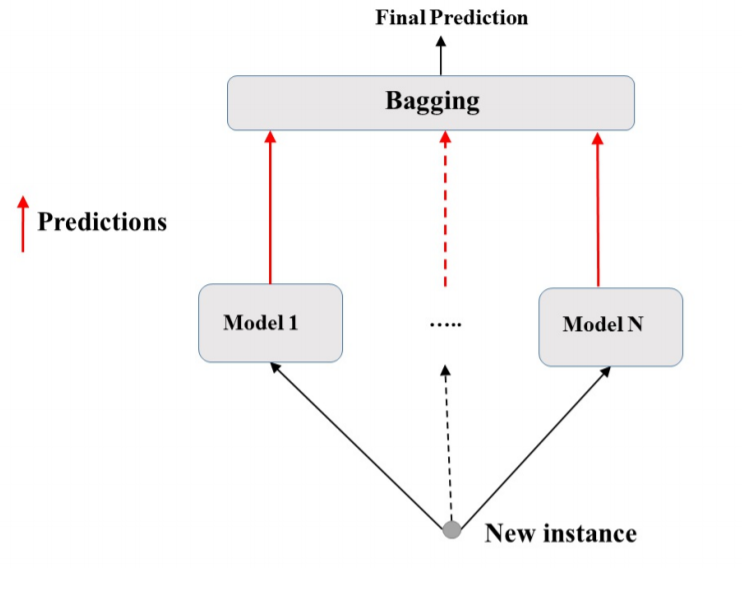 Final Prediction
Bagging
Predictions
Model 1
.....
Model N
New instance